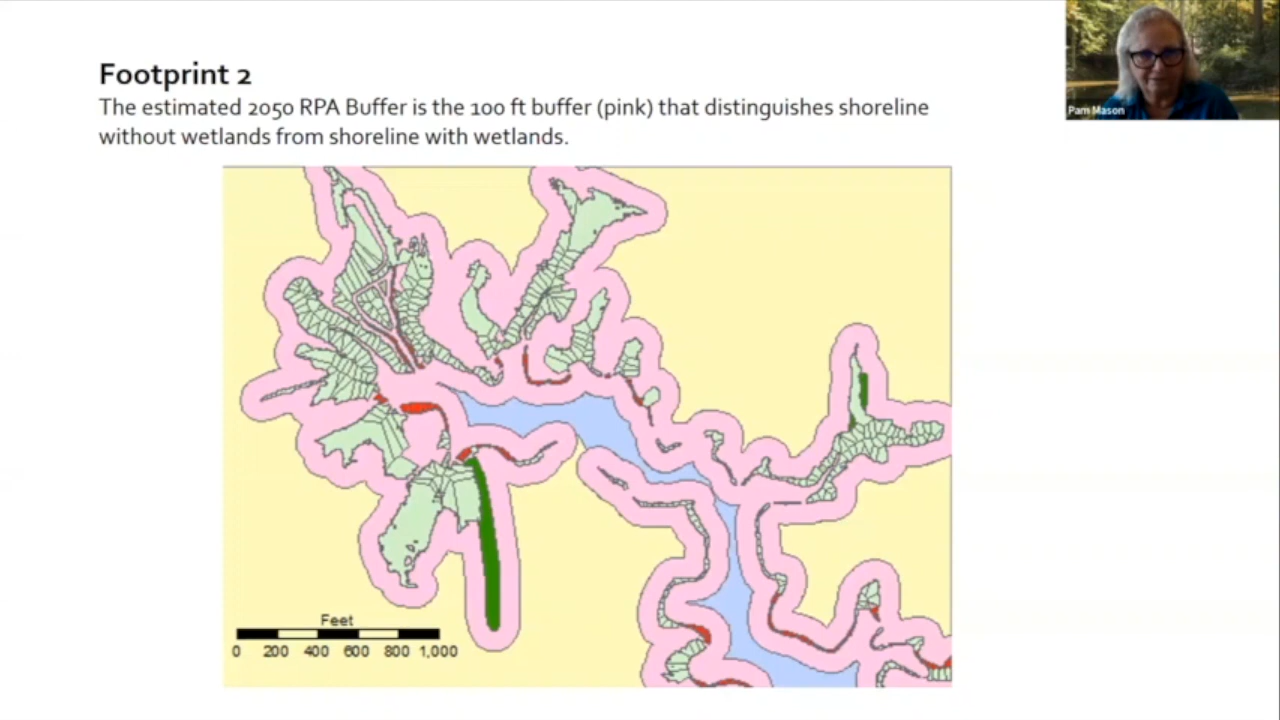 Footprint 2
The estimated 2050 RPA Buffer is the 100 ft buffer (pink) that distinguishes shoreline
without wetlands from shoreline with wetlands.
Pam Mason
Feet
0 200 400 600 800 1,000